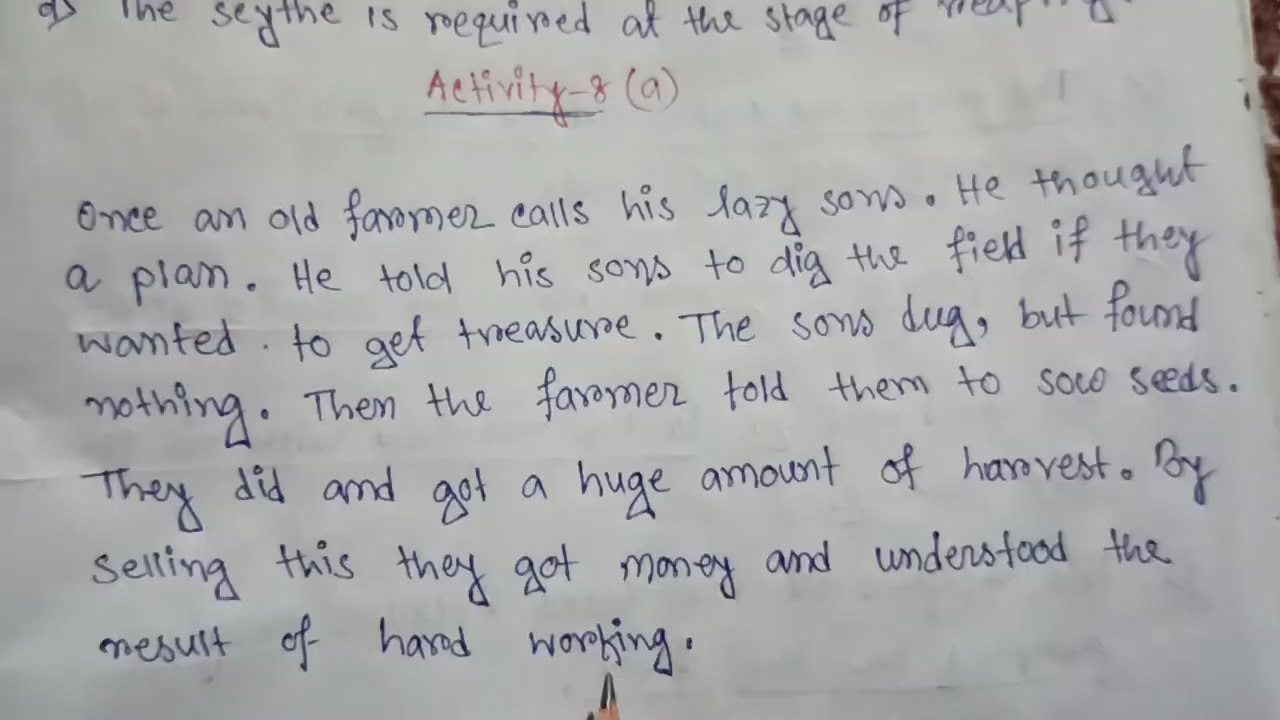 g) The scythe is required at the stage of reaping.
Activity-8 (a)
Once an old farmer calls his lazy sons. He thought
a plan. He told his sons to dig the field if they
wanted. to get treasure. The sons dug, but found
nothing. Then the farmer told them to sow seeds.
They did and got a huge amount of harvest. By
selling this they got money and understood the
result of hard working.